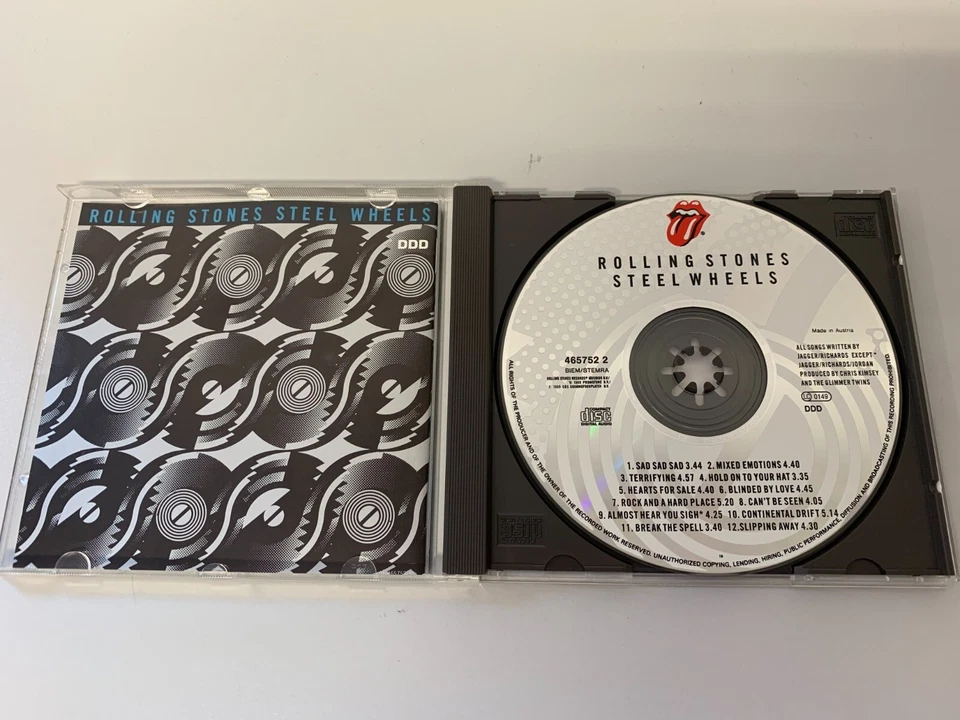 ROLLING STONES STEEL WHEELS
DDD
ROLLING STONES
STEEL WHEELS
Made in Austria
465752 2
BIEM/STEMRA
ALL SONGS WRITTEN BY
JAGGER/RICHARDS EXCEPT*
JAGGER/RICHARDS/JORDAN
PRODUCED BY CHRIS KIMSEY
AND THE GLIMMER TWINS
LC 0149
DDD
COMPACT
disc
DIGITAL AUDIO
1. SAD SAD SAD 3.44 2. MIXED EMOTIONS 4.40
3. TERRIFYING 4.57 4. HOLD ON TO YOUR HAT 3.35
5. HEARTS FOR SALE 4.40 6. BLINDED BY LOVE 4.45
7. ROCK AND A HARD PLACE 5.20 8. CAN'T BE SEEN 4.05
9. ALMOST HEAR YOU SIGH* 4.25 10. CONTINENTAL DRIFT 5.14
11. BREAK THE SPELL 3.40 12. SLIPPING AWAY 4.30
ALL RIGHTS OF THE PRODUCER AND OF THE OWNER OF THE RECORDED WORK RESERVED. UNAUTHORIZED COPYING, LENDING, HIRING, PUBLIC PERFORMANCE, DIFFUSION AND BROADCASTING OF THIS RECORDING PROHIBITED.